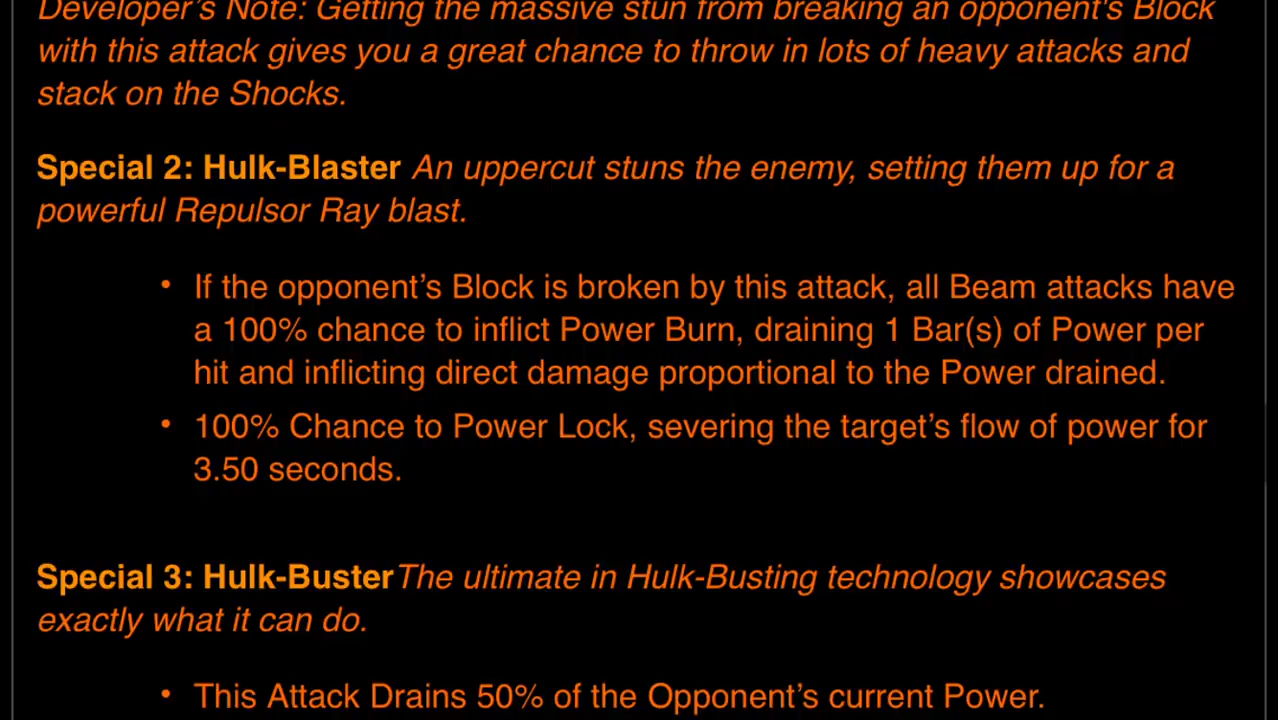 Developer's Note: Getting the massive stun from breaking an opponent's Block
with this attack gives you a great chance to throw in lots of heavy attacks and
stack on the Shocks.
Special 2: Hulk-Blaster An uppercut stuns the enemy, setting them up for a
powerful Repulsor Ray blast.
• If the opponent’s Block is broken by this attack, all Beam attacks have
a 100% chance to inflict Power Burn, draining 1 Bar(s) of Power per
hit and inflicting direct damage proportional to the Power drained.
• 100% Chance to Power Lock, severing the target’s flow of power for
3.50 seconds.
Special 3: Hulk-BusterThe ultimate in Hulk-Busting technology showcases
exactly what it can do.
• This Attack Drains 50% of the Opponent’s current Power.